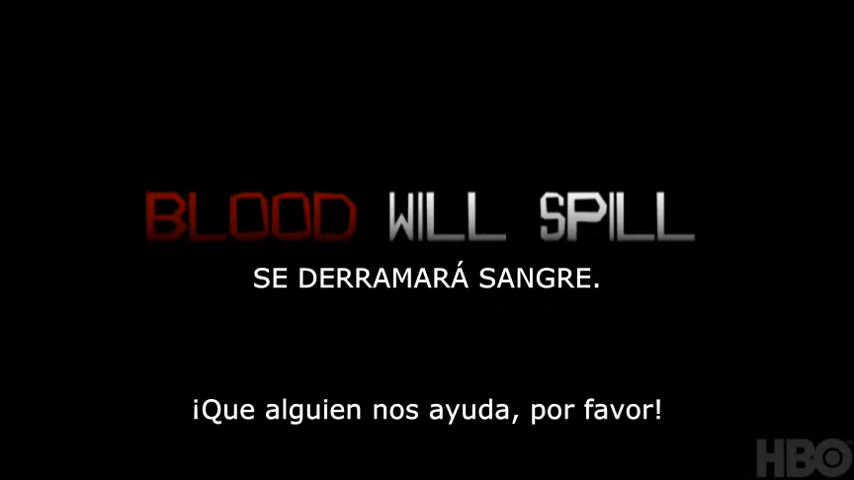 BLOOD WILL SPILL
SE DERRAMARÁ SANGRE.
¡Que alguien nos ayuda, por favor!
HBO